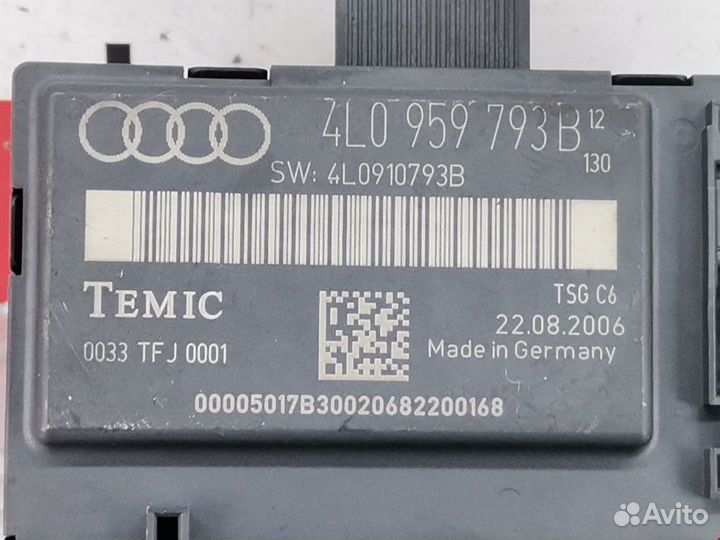 4L0 959 793B 12
130
SW: 4L0910793B
TEMIC
TSG C6
22.08.2006
0033 TFJ 0001
Made in Germany
00005017B30020682200168
Avito